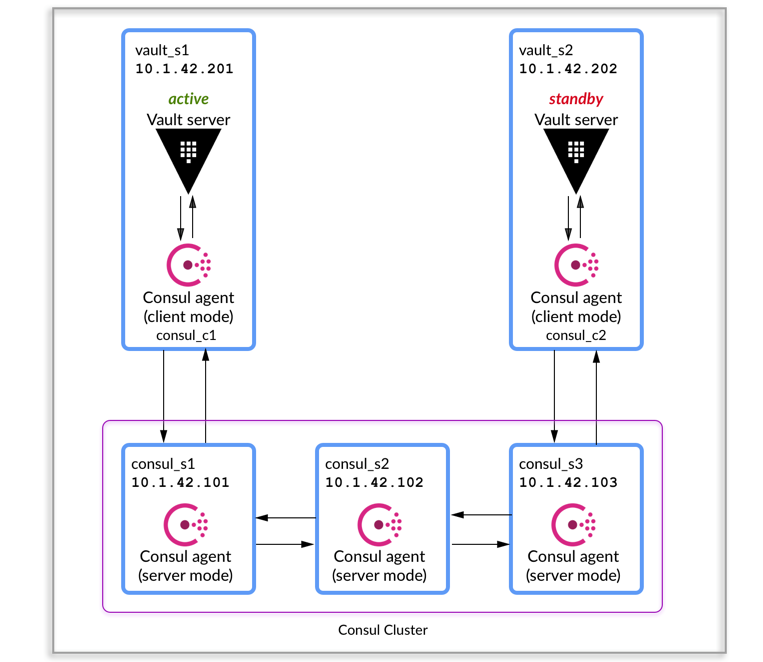 vault_s1
10.1.42.201
active
Vault server
Consul agent
(client mode)
consul_c1
vault_s2
10.1.42.202
standby
Vault server
Consul agent
(client mode)
consul_c2
consul_s1
10.1.42.101
Consul agent
(server mode)
consul_s2
10.1.42.102
Consul agent
(server mode)
consul_s3
10.1.42.103
Consul agent
(server mode)
Consul Cluster